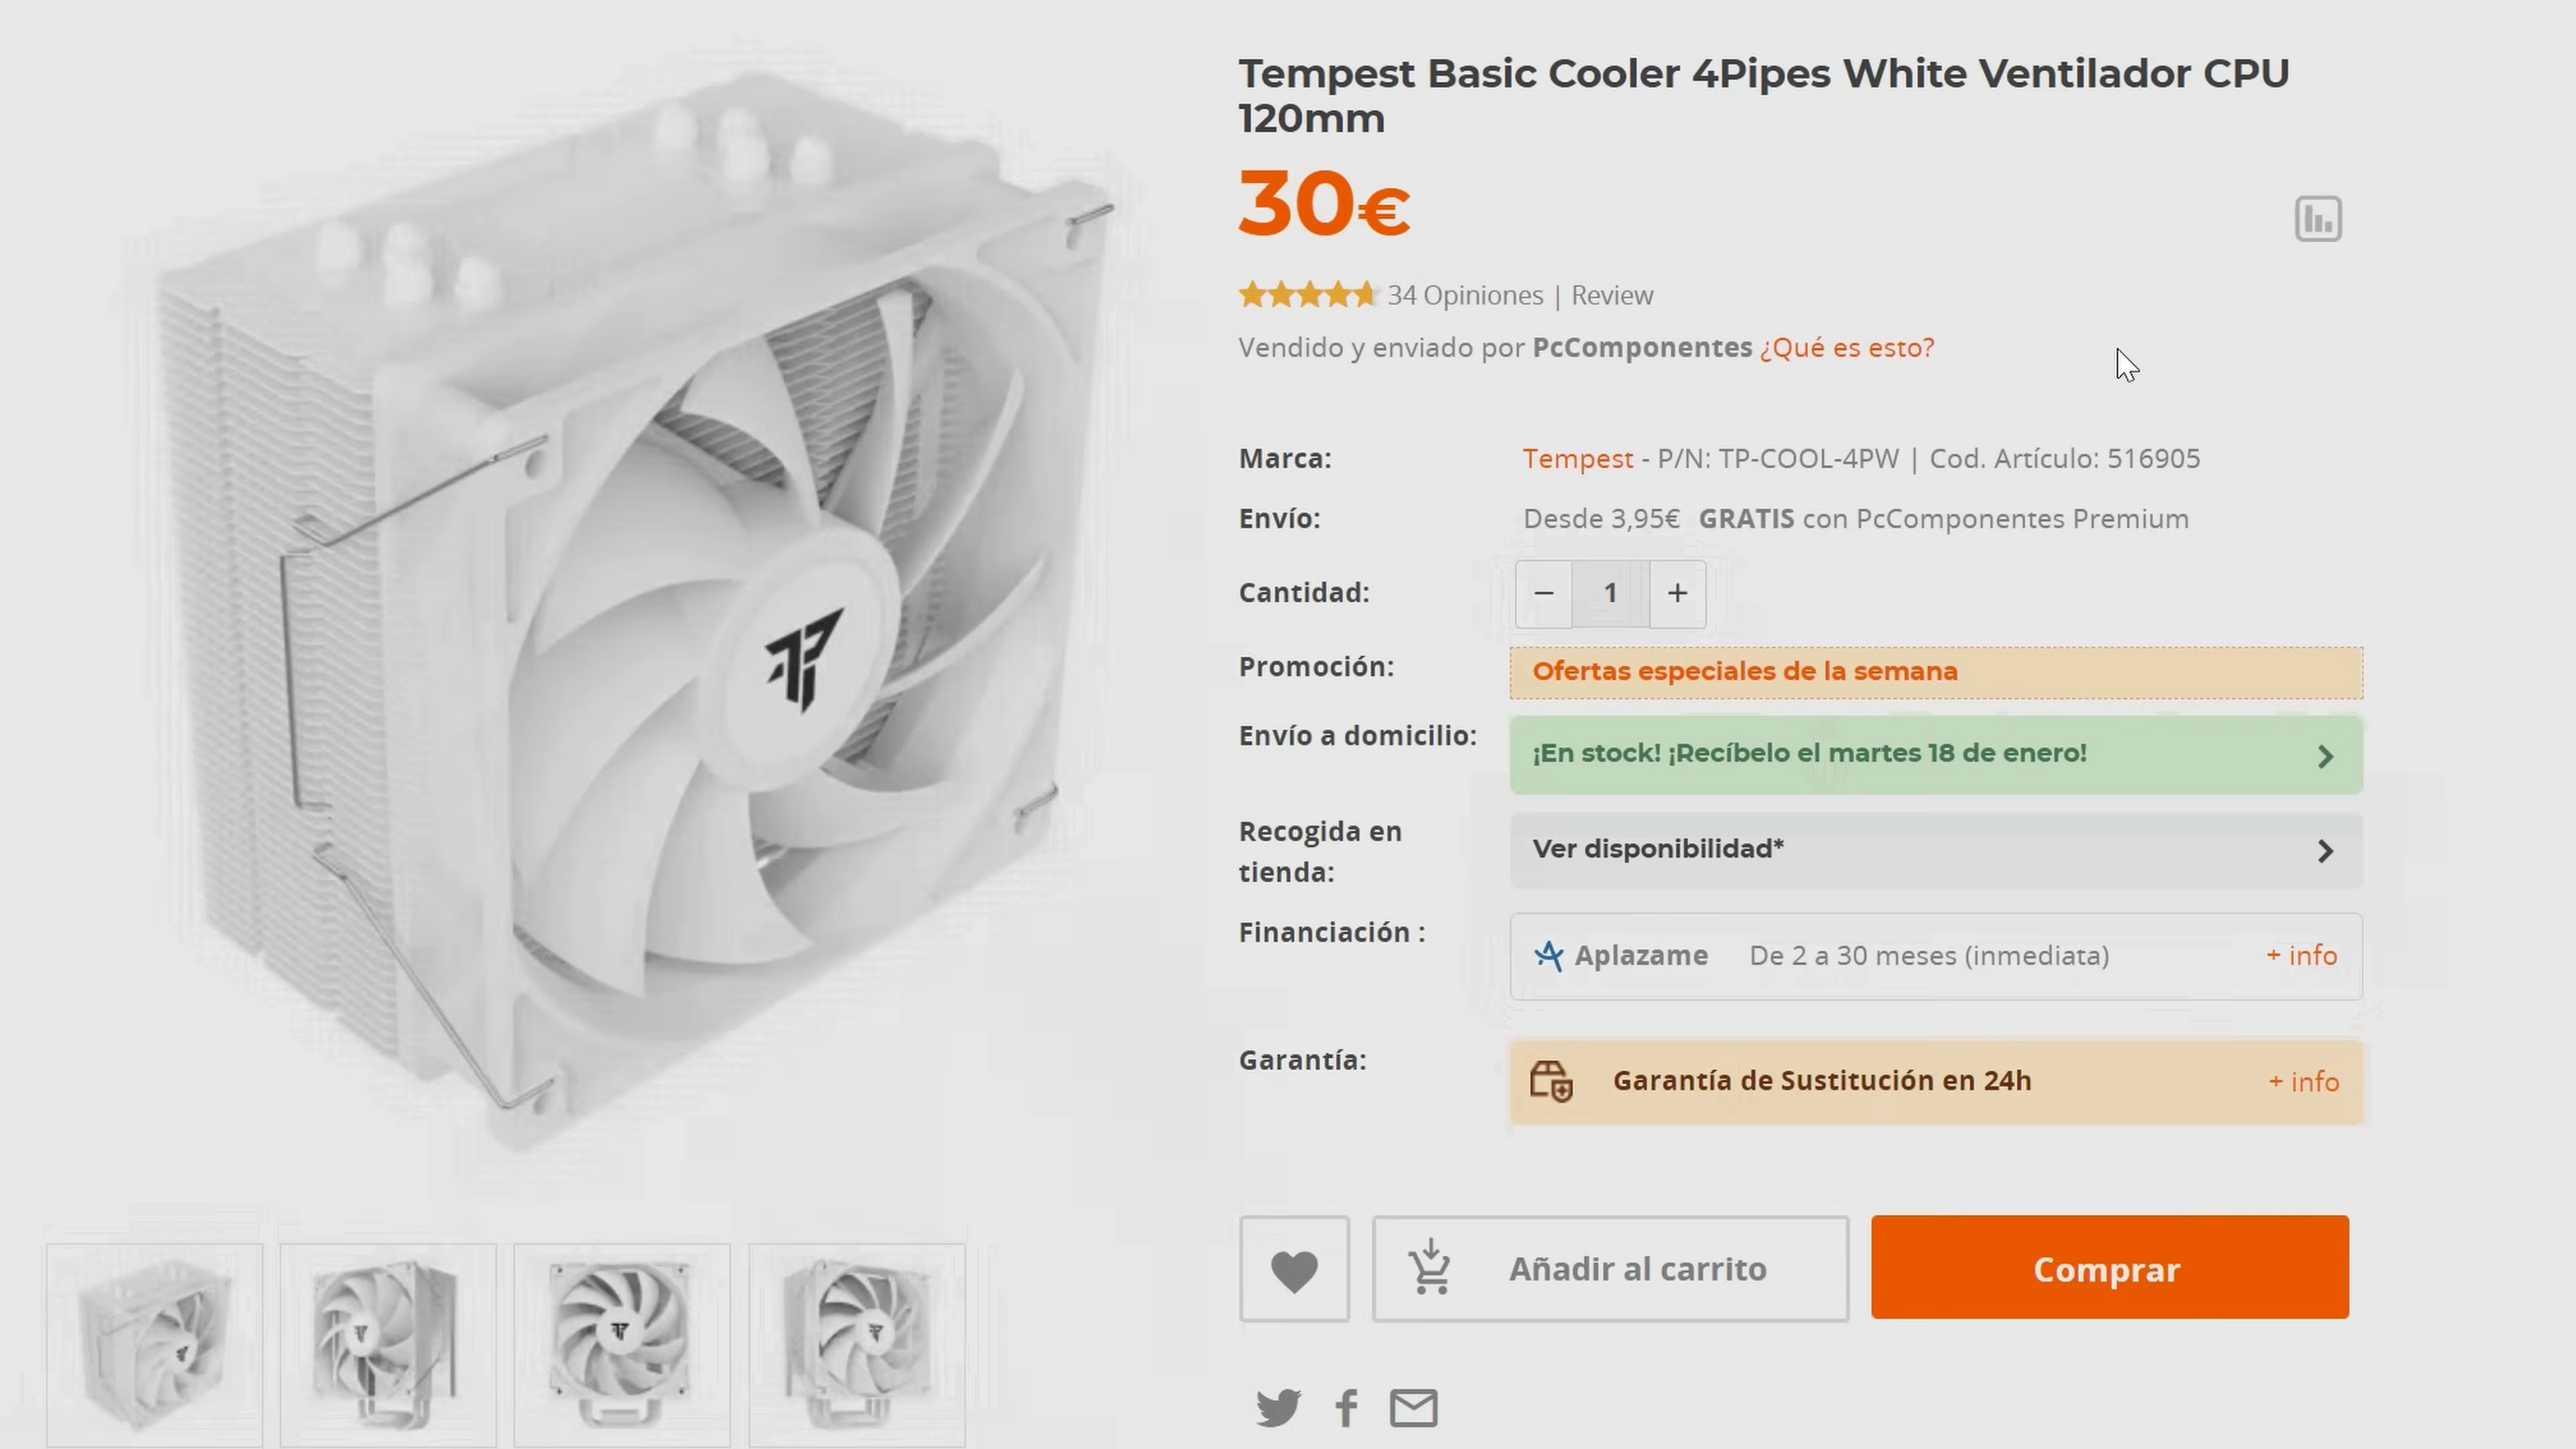 Tempest Basic Cooler 4Pipes White Ventilador CPU
120mm
30€
34 Opiniones | Review
Vendido y enviado por PcComponentes ¿Qué es esto?
Marca: Tempest - P/N: TP-COOL-4PW | Cod. Artículo: 516905
Envío: Desde 3,95€ GRATIS con PcComponentes Premium
Cantidad: − 1 +
Promoción: Ofertas especiales de la semana
Envío a domicilio: ¡En stock! ¡Recíbelo el martes 18 de enero!
Recogida en
tienda:
Ver disponibilidad*
Financiación : Aplazame De 2 a 30 meses (inmediata) + info
Garantía: Garantía de Sustitución en 24h + info
Añadir al carrito
Comprar